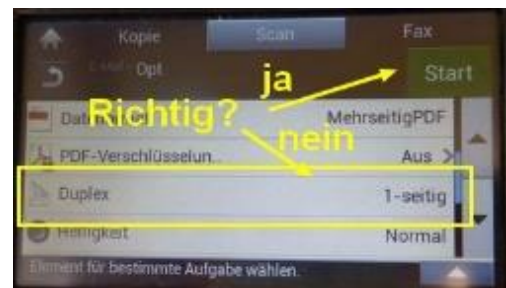 Kopie Scan Fax
Opt
Start
ja
Richtig?
MehrseitigPDF
nein
PDF-Verschlüsselun.. Aus
Duplex 1-seitig
Helligkeit Normal
Element für bestimmte Aufgabe wählen.